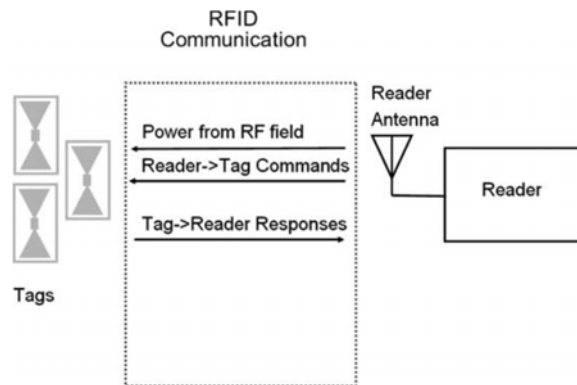 RFID
Communication
Reader
Antenna
Power from RF field
Reader->Tag Commands
Reader
Tag->Reader Responses
Tags